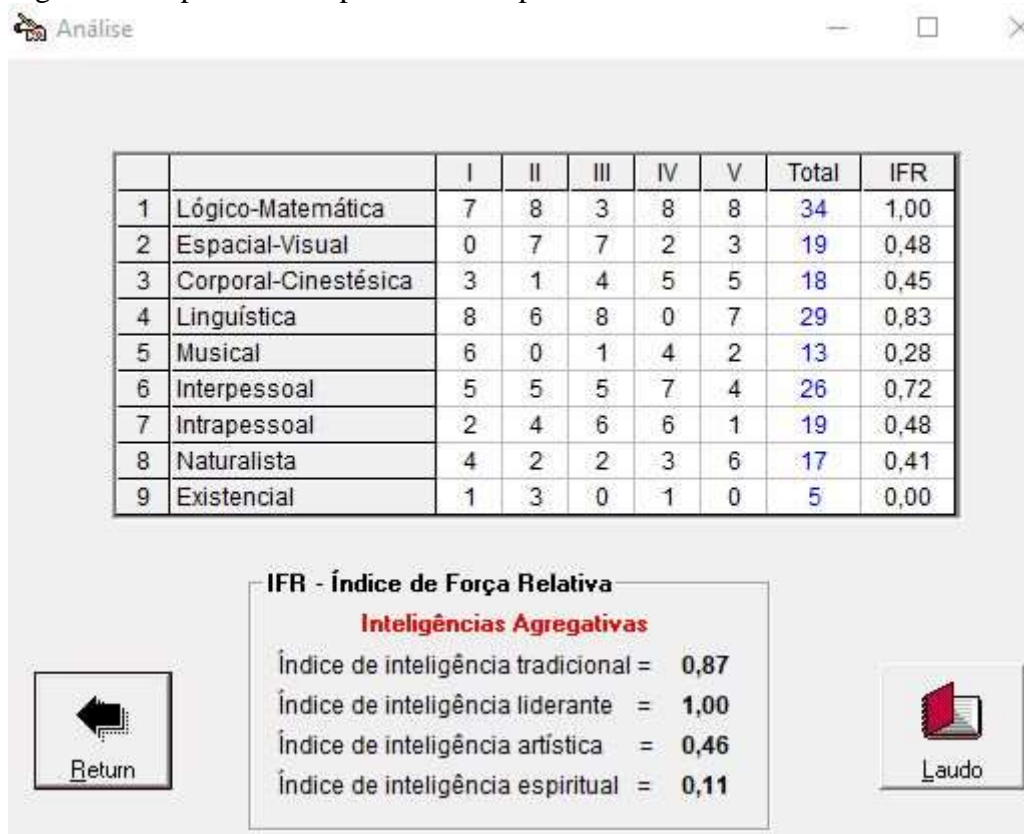 Análise
I II III IV V Total IFR
1 Lógico-Matemática 7 8 3 8 8 34 1,00
2 Espacial-Visual 0 7 7 2 3 19 0,48
3 Corporal-Cinestésica 3 1 4 5 5 18 0,45
4 Linguística 8 6 8 0 7 29 0,83
5 Musical 6 0 1 4 2 13 0,28
6 Interpessoal 5 5 5 7 4 26 0,72
7 Intrapessoal 2 4 6 6 1 19 0,48
8 Naturalista 4 2 2 3 6 17 0,41
9 Existencial 1 3 0 1 0 5 0,00
IFR - Índice de Força Relativa
Inteligências Agregativas
Índice de inteligência tradicional = 0,87
Índice de inteligência liderante = 1,00
Índice de inteligência artística = 0,46
Índice de inteligência espiritual = 0,11
Return
Laudo